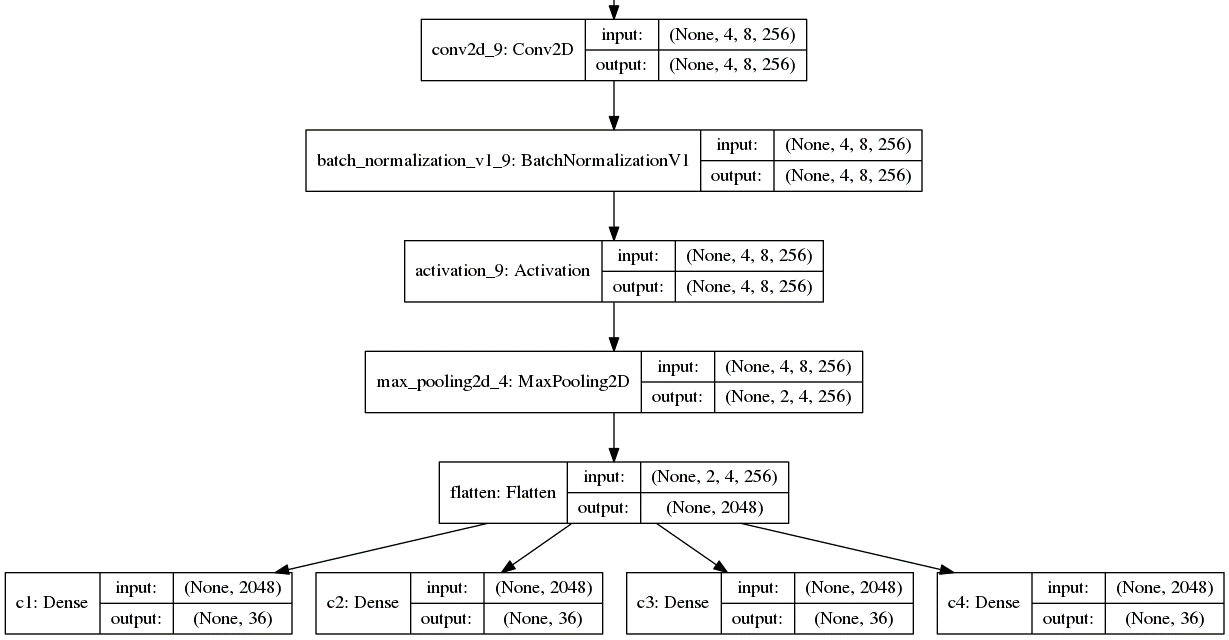 conv2d_9: Conv2D
input:
(None, 4, 8, 256)
output:
(None, 4, 8, 256)
batch_normalization_v1_9: BatchNormalizationV1
input:
(None, 4, 8, 256)
output:
(None, 4, 8, 256)
activation_9: Activation
input:
(None, 4, 8, 256)
output:
(None, 4, 8, 256)
max_pooling2d_4: MaxPooling2D
input:
(None, 4, 8, 256)
output:
(None, 2, 4, 256)
flatten: Flatten
input:
(None, 2, 4, 256)
output:
(None, 2048)
c1: Dense
input:
(None, 2048)
output:
(None, 36)
c2: Dense
input:
(None, 2048)
output:
(None, 36)
c3: Dense
input:
(None, 2048)
output:
(None, 36)
c4: Dense
input:
(None, 2048)
output:
(None, 36)